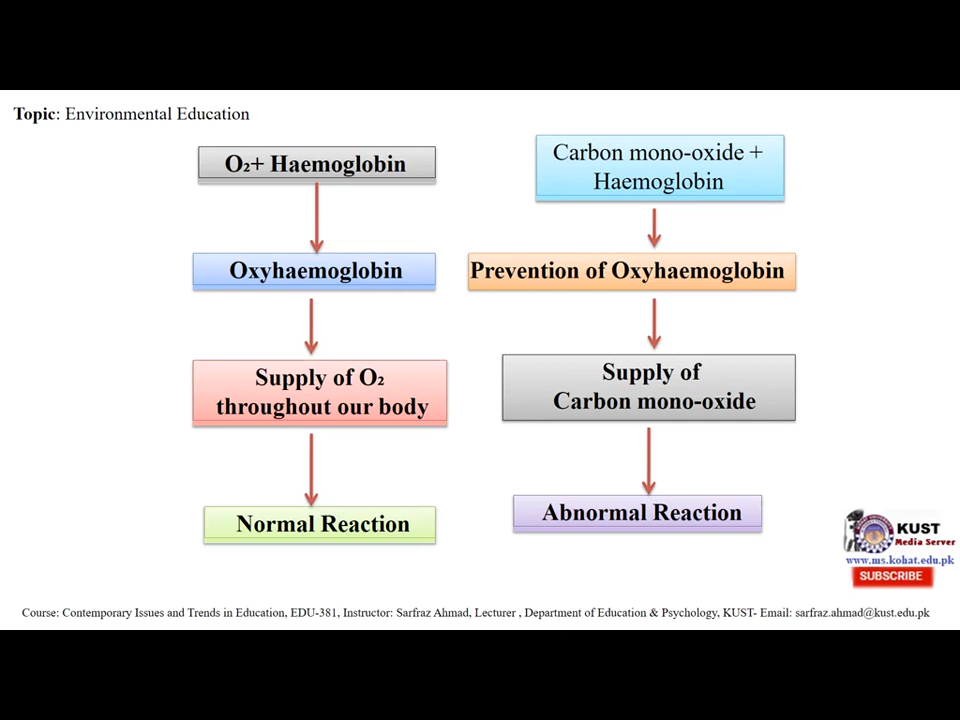 Topic: Environmental Education
O₂+ Haemoglobin
Oxyhaemoglobin
Supply of O₂
throughout our body
Normal Reaction
Carbon mono-oxide +
Haemoglobin
Prevention of Oxyhaemoglobin
Supply of
Carbon mono-oxide
Abnormal Reaction
KUST
Media Server
www.ms.kohat.edu.pk
SUBSCRIBE
Course: Contemporary Issues and Trends in Education, EDU-381, Instructor: Sarfraz Ahmad, Lecturer , Department of Education & Psychology, KUST- Email: sarfraz.ahmad@kust.edu.pk